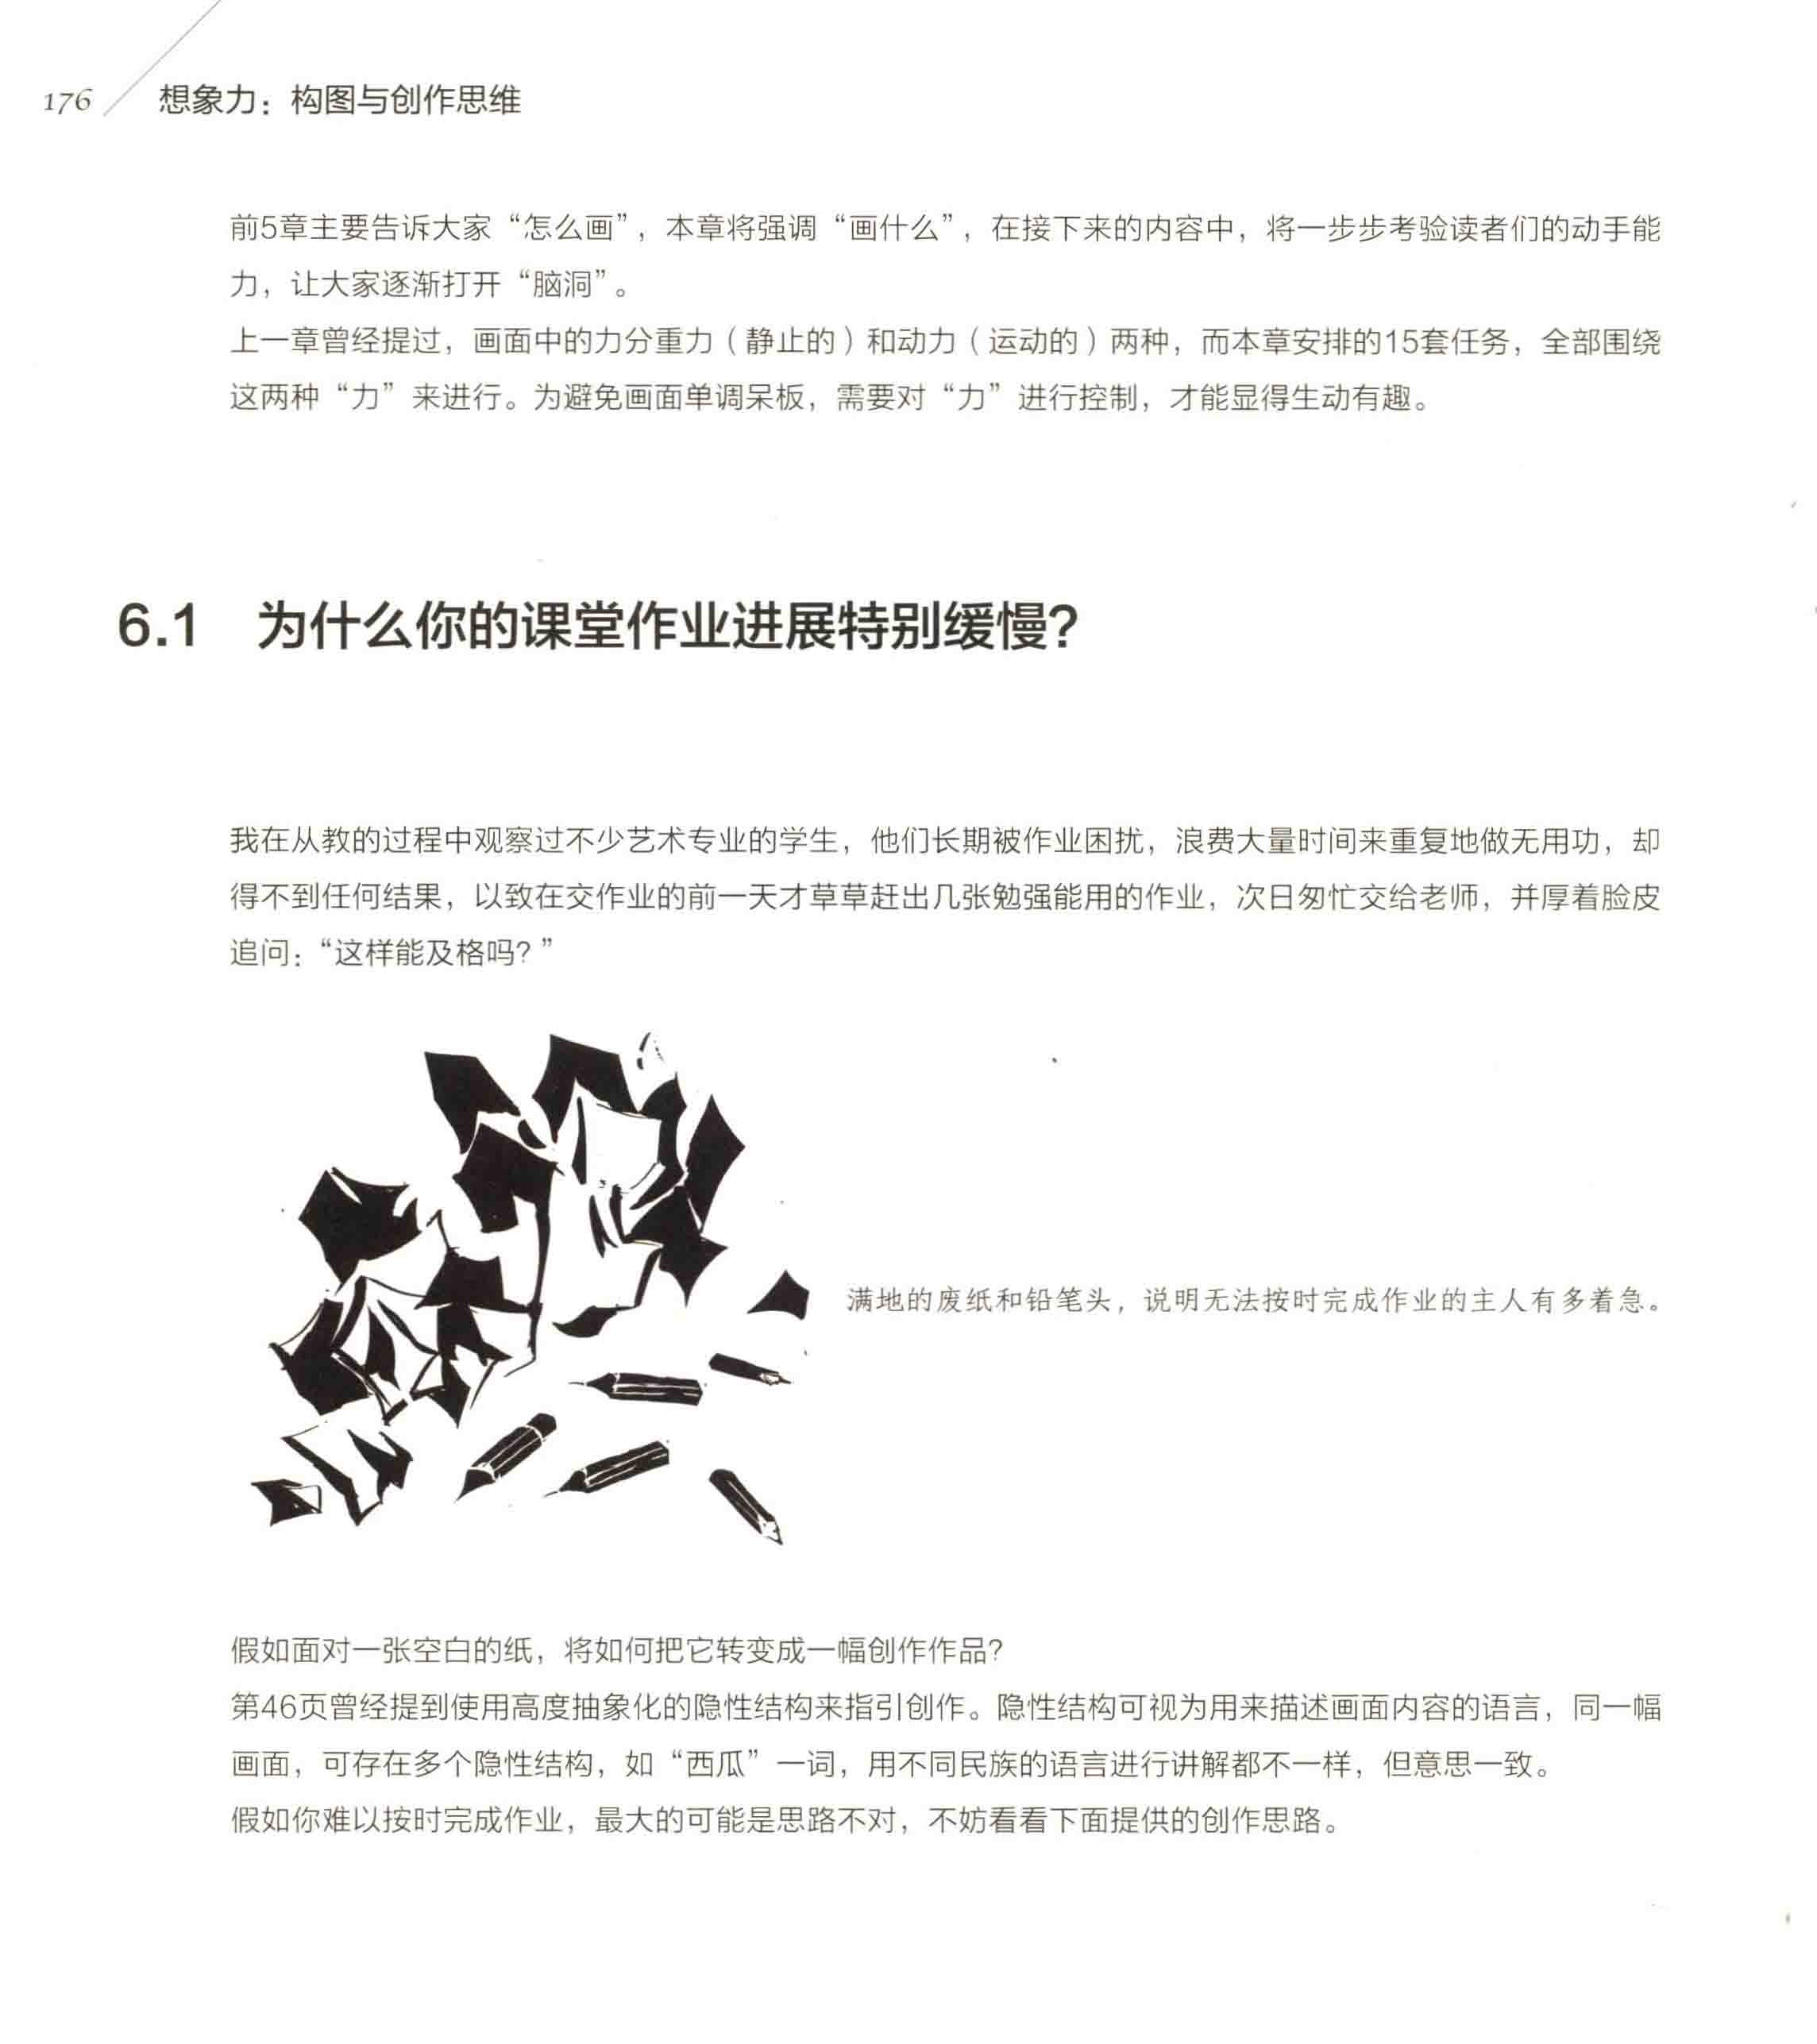 176
想象力：构图与创作思维
前5章主要告诉大家“怎么画”，本章将强调“画什么”，在接下来的内容中，将一步步考验读者们的动手能
力，让大家逐渐打开“脑洞”。
上一章曾经提过，画面中的力分重力（静止的）和动力（运动的）两种，而本章安排的15套任务，全部围绕
这两种“力”来进行。为避免画面单调呆板，需要对“力”进行控制，才能显得生动有趣。
6.1 为什么你的课堂作业进展特别缓慢？
我在从教的过程中观察过不少艺术专业的学生，他们长期被作业困扰，浪费大量时间来重复地做无用功，却
得不到任何结果，以致在交作业的前一天才草草赶出几张勉强能用的作业，次日匆忙交给老师，并厚着脸皮
追问：“这样能及格吗？”
满地的废纸和铅笔头，说明无法按时完成作业的主人有多着急。
假如面对一张空白的纸，将如何把它转变成一幅创作作品？
第46页曾经提到使用高度抽象化的隐性结构来指引创作。隐性结构可视为用来描述画面内容的语言，同一幅
画面，可存在多个隐性结构，如“西瓜”一词，用不同民族的语言进行讲解都不一样，但意思一致。
假如你难以按时完成作业，最大的可能是思路不对，不妨看看下面提供的创作思路。